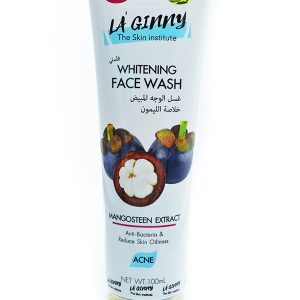 LA' GINNY
The Skin institute
الأصلي
WHITENING
FACE WASH
غسل الوجه المبيض
خلاصة الليمون
MANGOSTEEN EXTRACT
Anti-Bacteria &
Reduce Skin Oiliness
ACNE
NET WT.100mL
LA' GINNY LA' GINNY